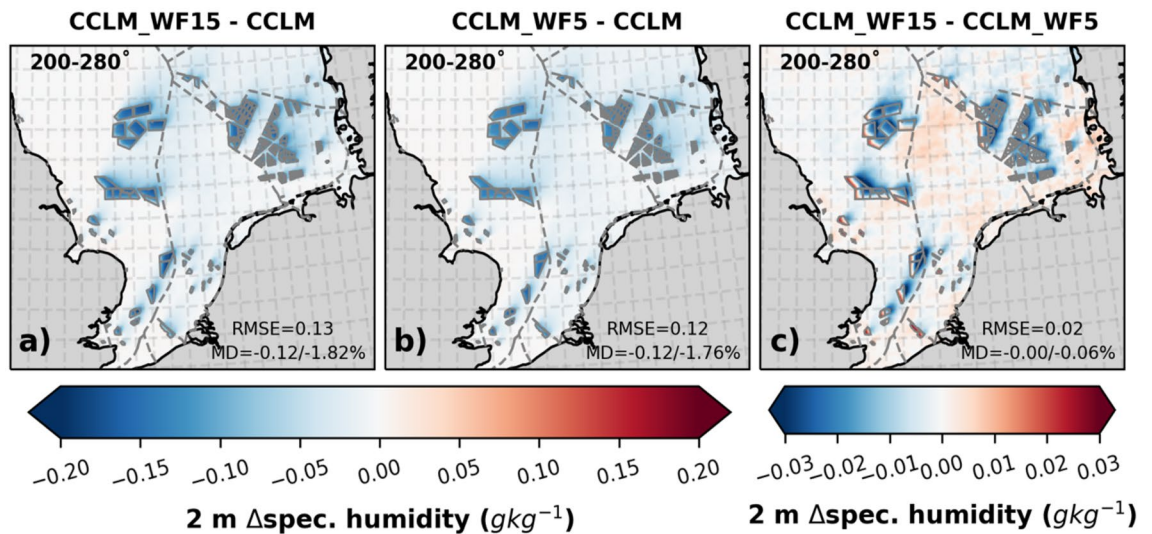 CCLM_WF15 - CCLM
CCLM_WF5 - CCLM
CCLM_WF15 - CCLM_WF5
200-280°
200-280°
200-280°
a)
RMSE=0.13
MD=-0.12/-1.82%
b)
RMSE=0.12
MD=-0.12/-1.76%
c)
RMSE=0.02
MD=-0.00/-0.06%
−0.20 −0.15 −0.10 −0.05 0.00 0.05 0.10 0.15 0.20
−0.03 −0.02 −0.01 0.00 0.01 0.02 0.03
2 m Δspec. humidity (gkg⁻¹)
2 m Δspec. humidity (gkg⁻¹)